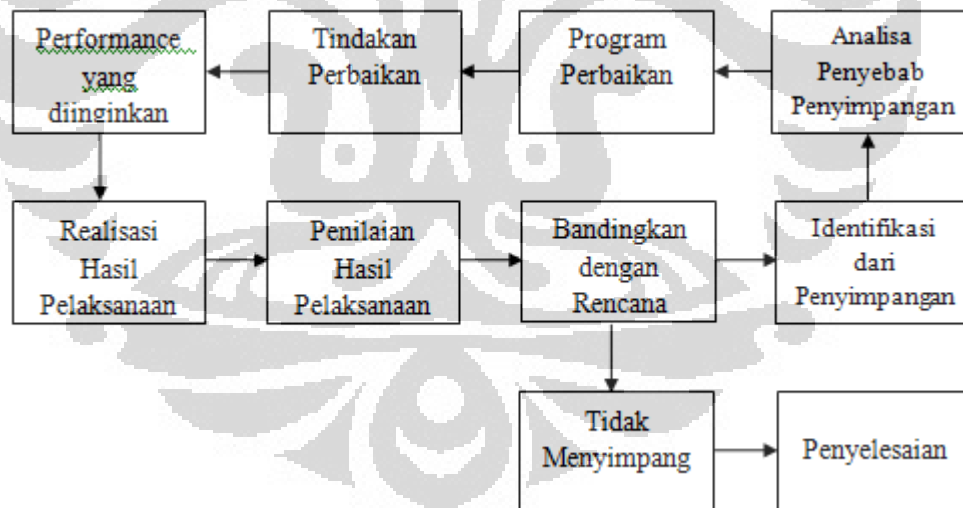 Performance
yang
diinginkan
Tindakan
Perbaikan
Program
Perbaikan
Analisa
Penyebab
Penyimpangan
Realisasi
Hasil
Pelaksanaan
Penilaian
Hasil
Pelaksanaan
Bandingkan
dengan
Rencana
Identifikasi
dari
Penyimpangan
Tidak
Menyimpang
Penyelesaian